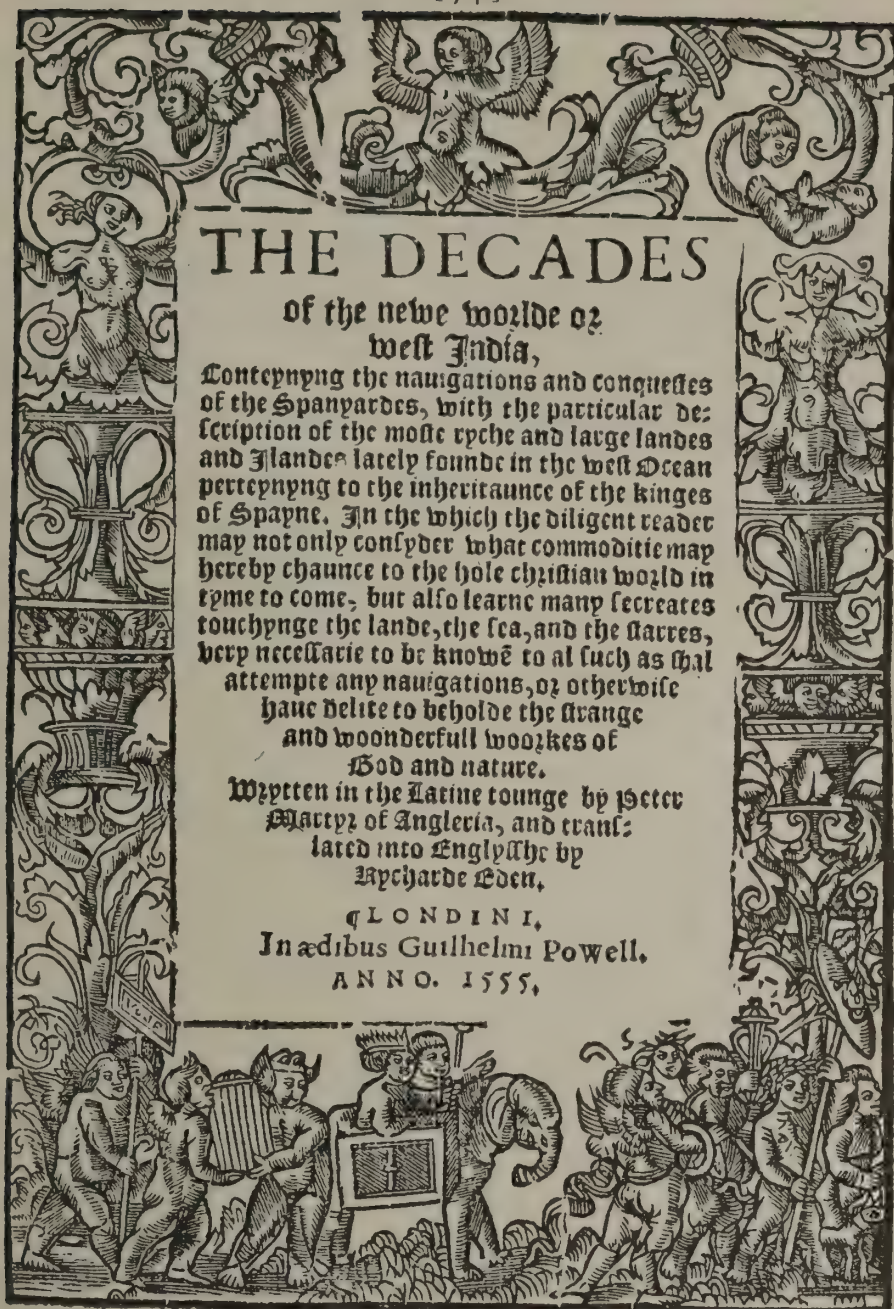 THE DECADES
of the newe worlde or
west India,
Conteynyng the nauigations and conquestes
of the Spanyardes, with the particular de:
scription of the moste ryche and large landes
and Ilandes lately founde in the west Ocean
perteynyng to the inheritaunce of the kinges
of Spayne. In the which the diligent reader
may not only consyder what commoditie may
hereby chaunce to the hole christian world in
tyme to come, but also learne many secreates
touchynge the lande, the sea, and the starres,
very necessarie to be knowẽ to al such as shal
attempte any nauigations, or otherwise
haue delite to beholde the strange
and woonderfull woorkes of
God and nature.
Wrytten in the Latine tounge by Peter
Martyr of Angleria, and trans:
lated into Englysshe by
Rycharde Eden.
¶LONDINI.
In ædibus Guilhelmi Powell.
ANNO. 1555.